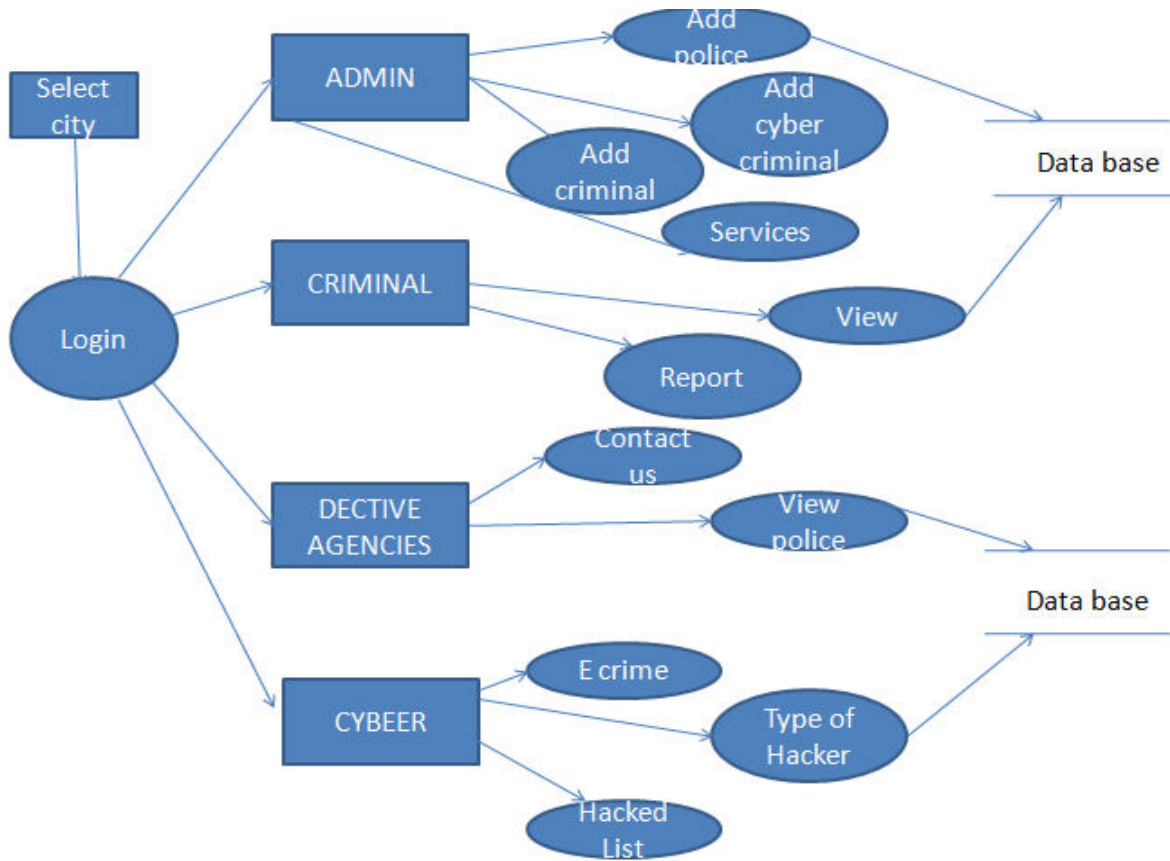 Select
city
Login
ADMIN
Add
police
Add
cyber
criminal
Add
criminal
Services
Data base
CRIMINAL
View
Report
DECTIVE
AGENCIES
Contact
us
View
police
Data base
CYBEER
E crime
Type of
Hacker
Hacked
List